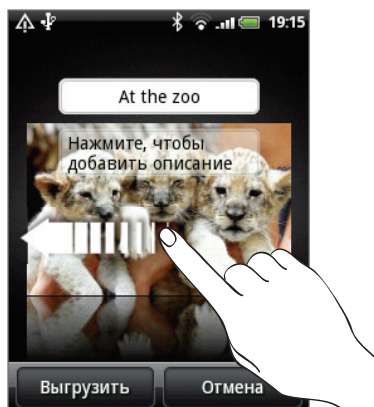 19:15
At the zoo
Нажмите, чтобы
добавить описание
Выгрузить
Отмена